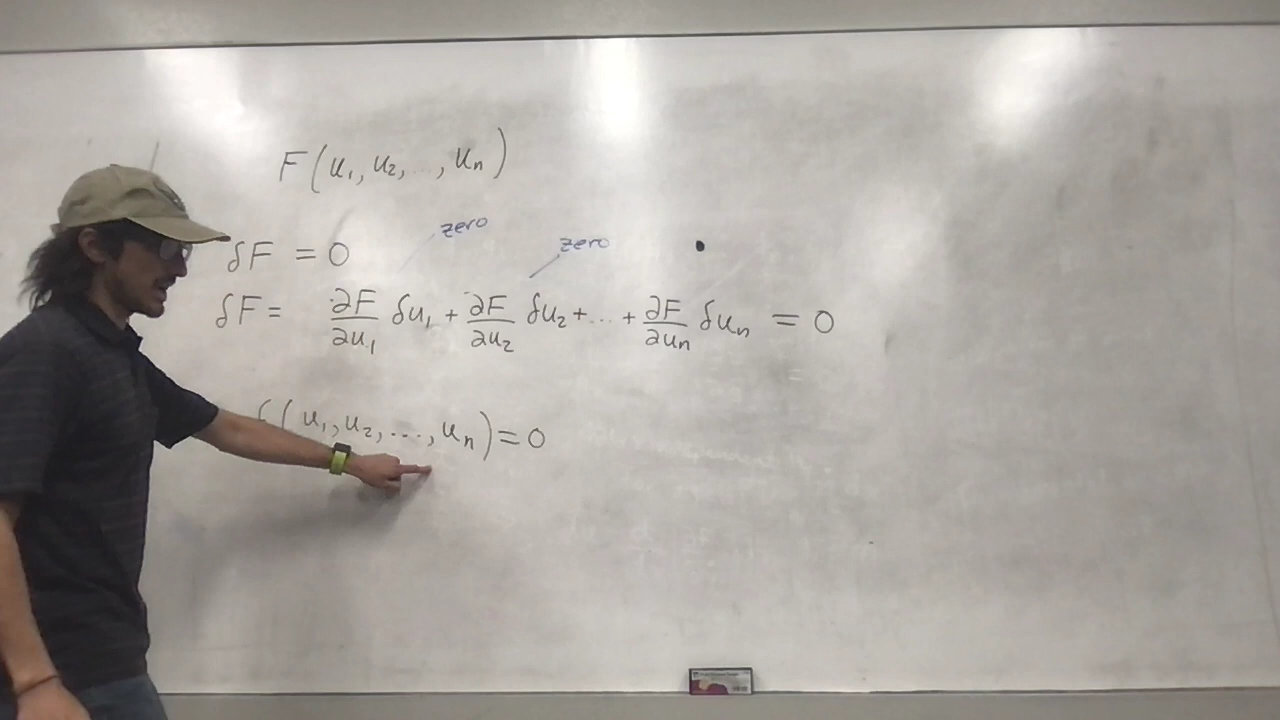 F(u₁, u₂, ..., uₙ)
zero
δF = 0
zero
δF = ∂F/∂u₁ δu₁ + ∂F/∂u₂ δu₂ + ... + ∂F/∂uₙ δuₙ = 0
f(u₁, u₂, ..., uₙ) = 0